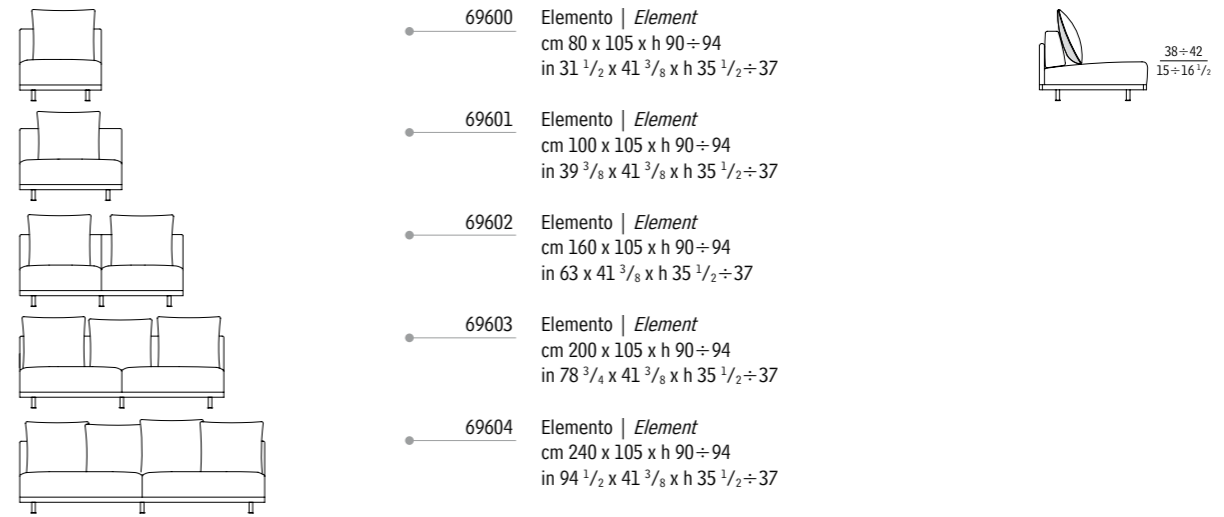 69600 Elemento | Element
cm 80 x 105 x h 90÷94
in 31 1/2 x 41 3/8 x h 35 1/2÷37
69601 Elemento | Element
cm 100 x 105 x h 90÷94
in 39 3/8 x 41 3/8 x h 35 1/2÷37
69602 Elemento | Element
cm 160 x 105 x h 90÷94
in 63 x 41 3/8 x h 35 1/2÷37
69603 Elemento | Element
cm 200 x 105 x h 90÷94
in 78 3/4 x 41 3/8 x h 35 1/2÷37
69604 Elemento | Element
cm 240 x 105 x h 90÷94
in 94 1/2 x 41 3/8 x h 35 1/2÷37
38÷42
15÷16 1/2